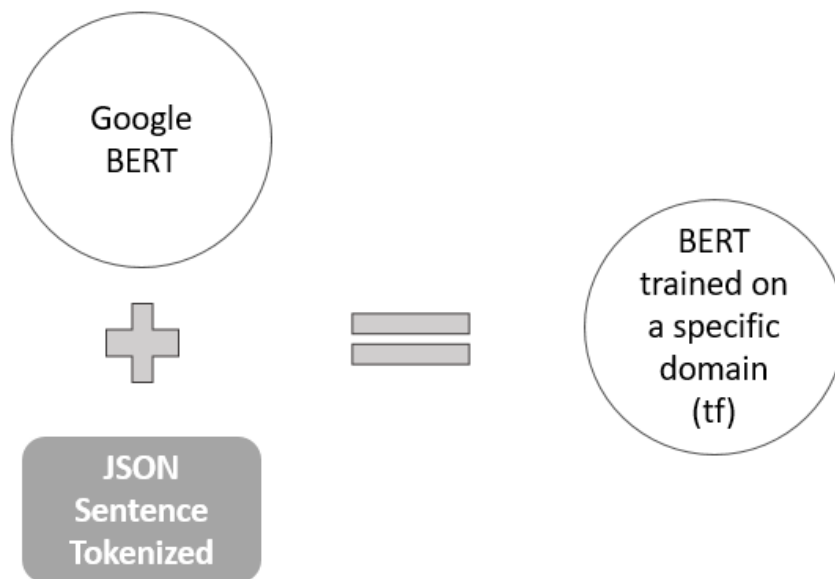 Google
BERT
BERT
trained on
a specific
domain
(tf)
JSON
Sentence
Tokenized